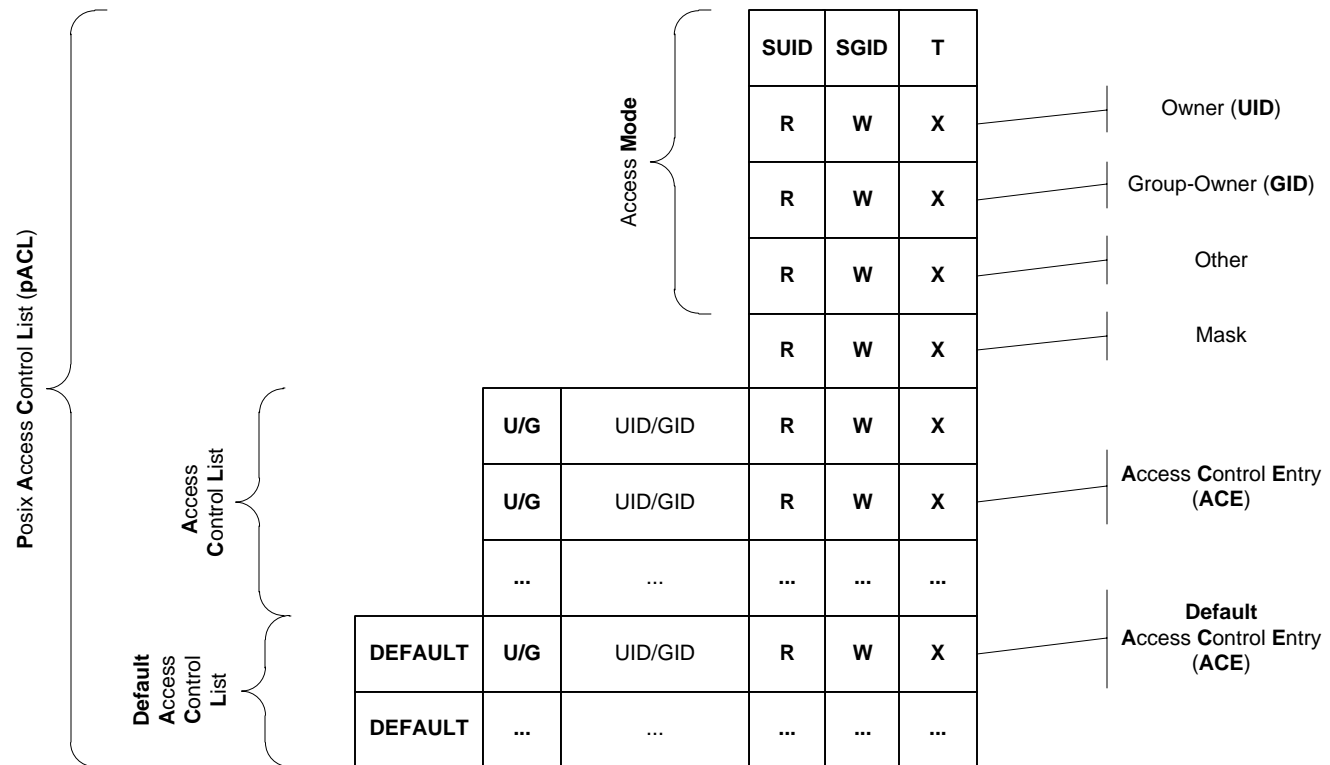 SUID SGID T
R W X
Owner (UID)
R W X
Group-Owner (GID)
R W X
Other
R W X
Mask
Access Mode
Posix Access Control List (pACL)
U/G UID/GID R W X
U/G UID/GID R W X
Access Control Entry
(ACE)
... ... ... ... ...
Access
Control List
DEFAULT U/G UID/GID R W X
Default
Access Control Entry
(ACE)
DEFAULT ... ... ... ... ...
Default
Access
Control
List